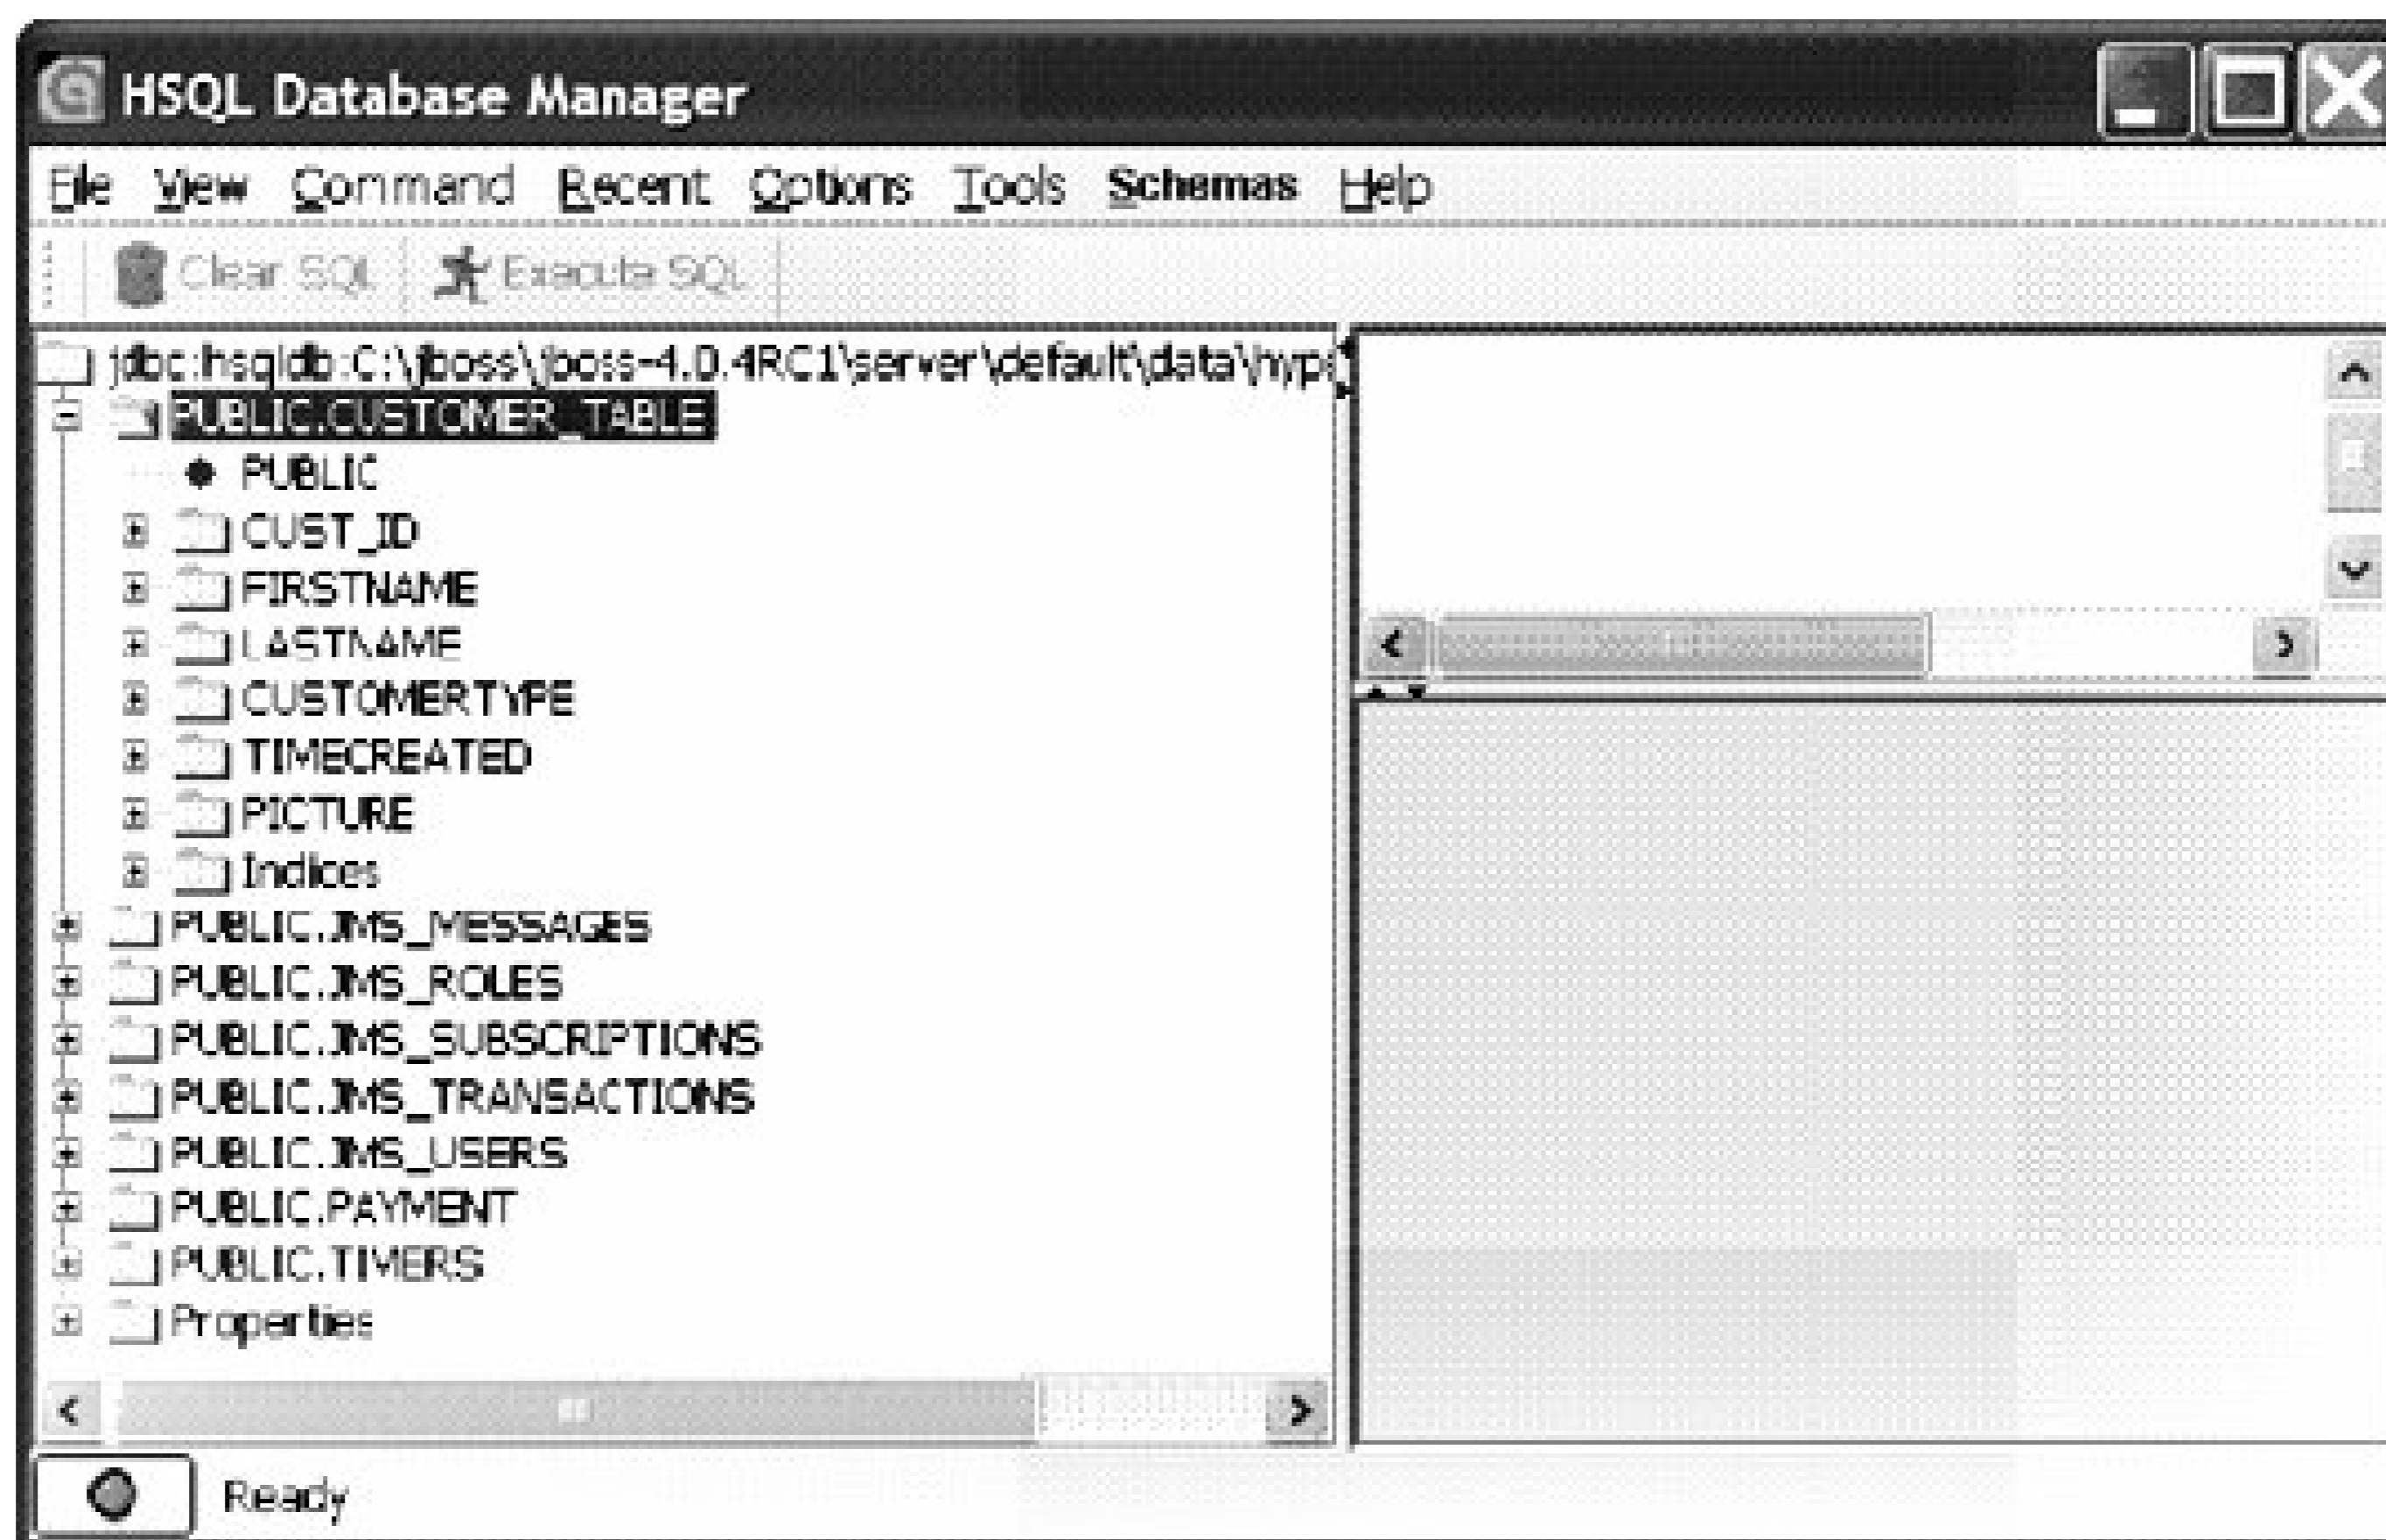 HSQL Database Manager
File View Command Recent Options Tools Schemas Help
Clear SQL Execute SQL
jdbc:hsqldb:C:\jboss\jboss-4.0.4RC1\server\default\data\hyp
PUBLIC.CUSTOMER_TABLE
PUBLIC
CUST_ID
FIRSTNAME
LASTNAME
CUSTOMERTYPE
TIMECREATED
PICTURE
Indices
PUBLIC.JMS_MESSAGES
PUBLIC.JMS_ROLES
PUBLIC.JMS_SUBSCRIPTIONS
PUBLIC.JMS_TRANSACTIONS
PUBLIC.JMS_USERS
PUBLIC.PAYMENT
PUBLIC.TIMERS
Properties
Ready